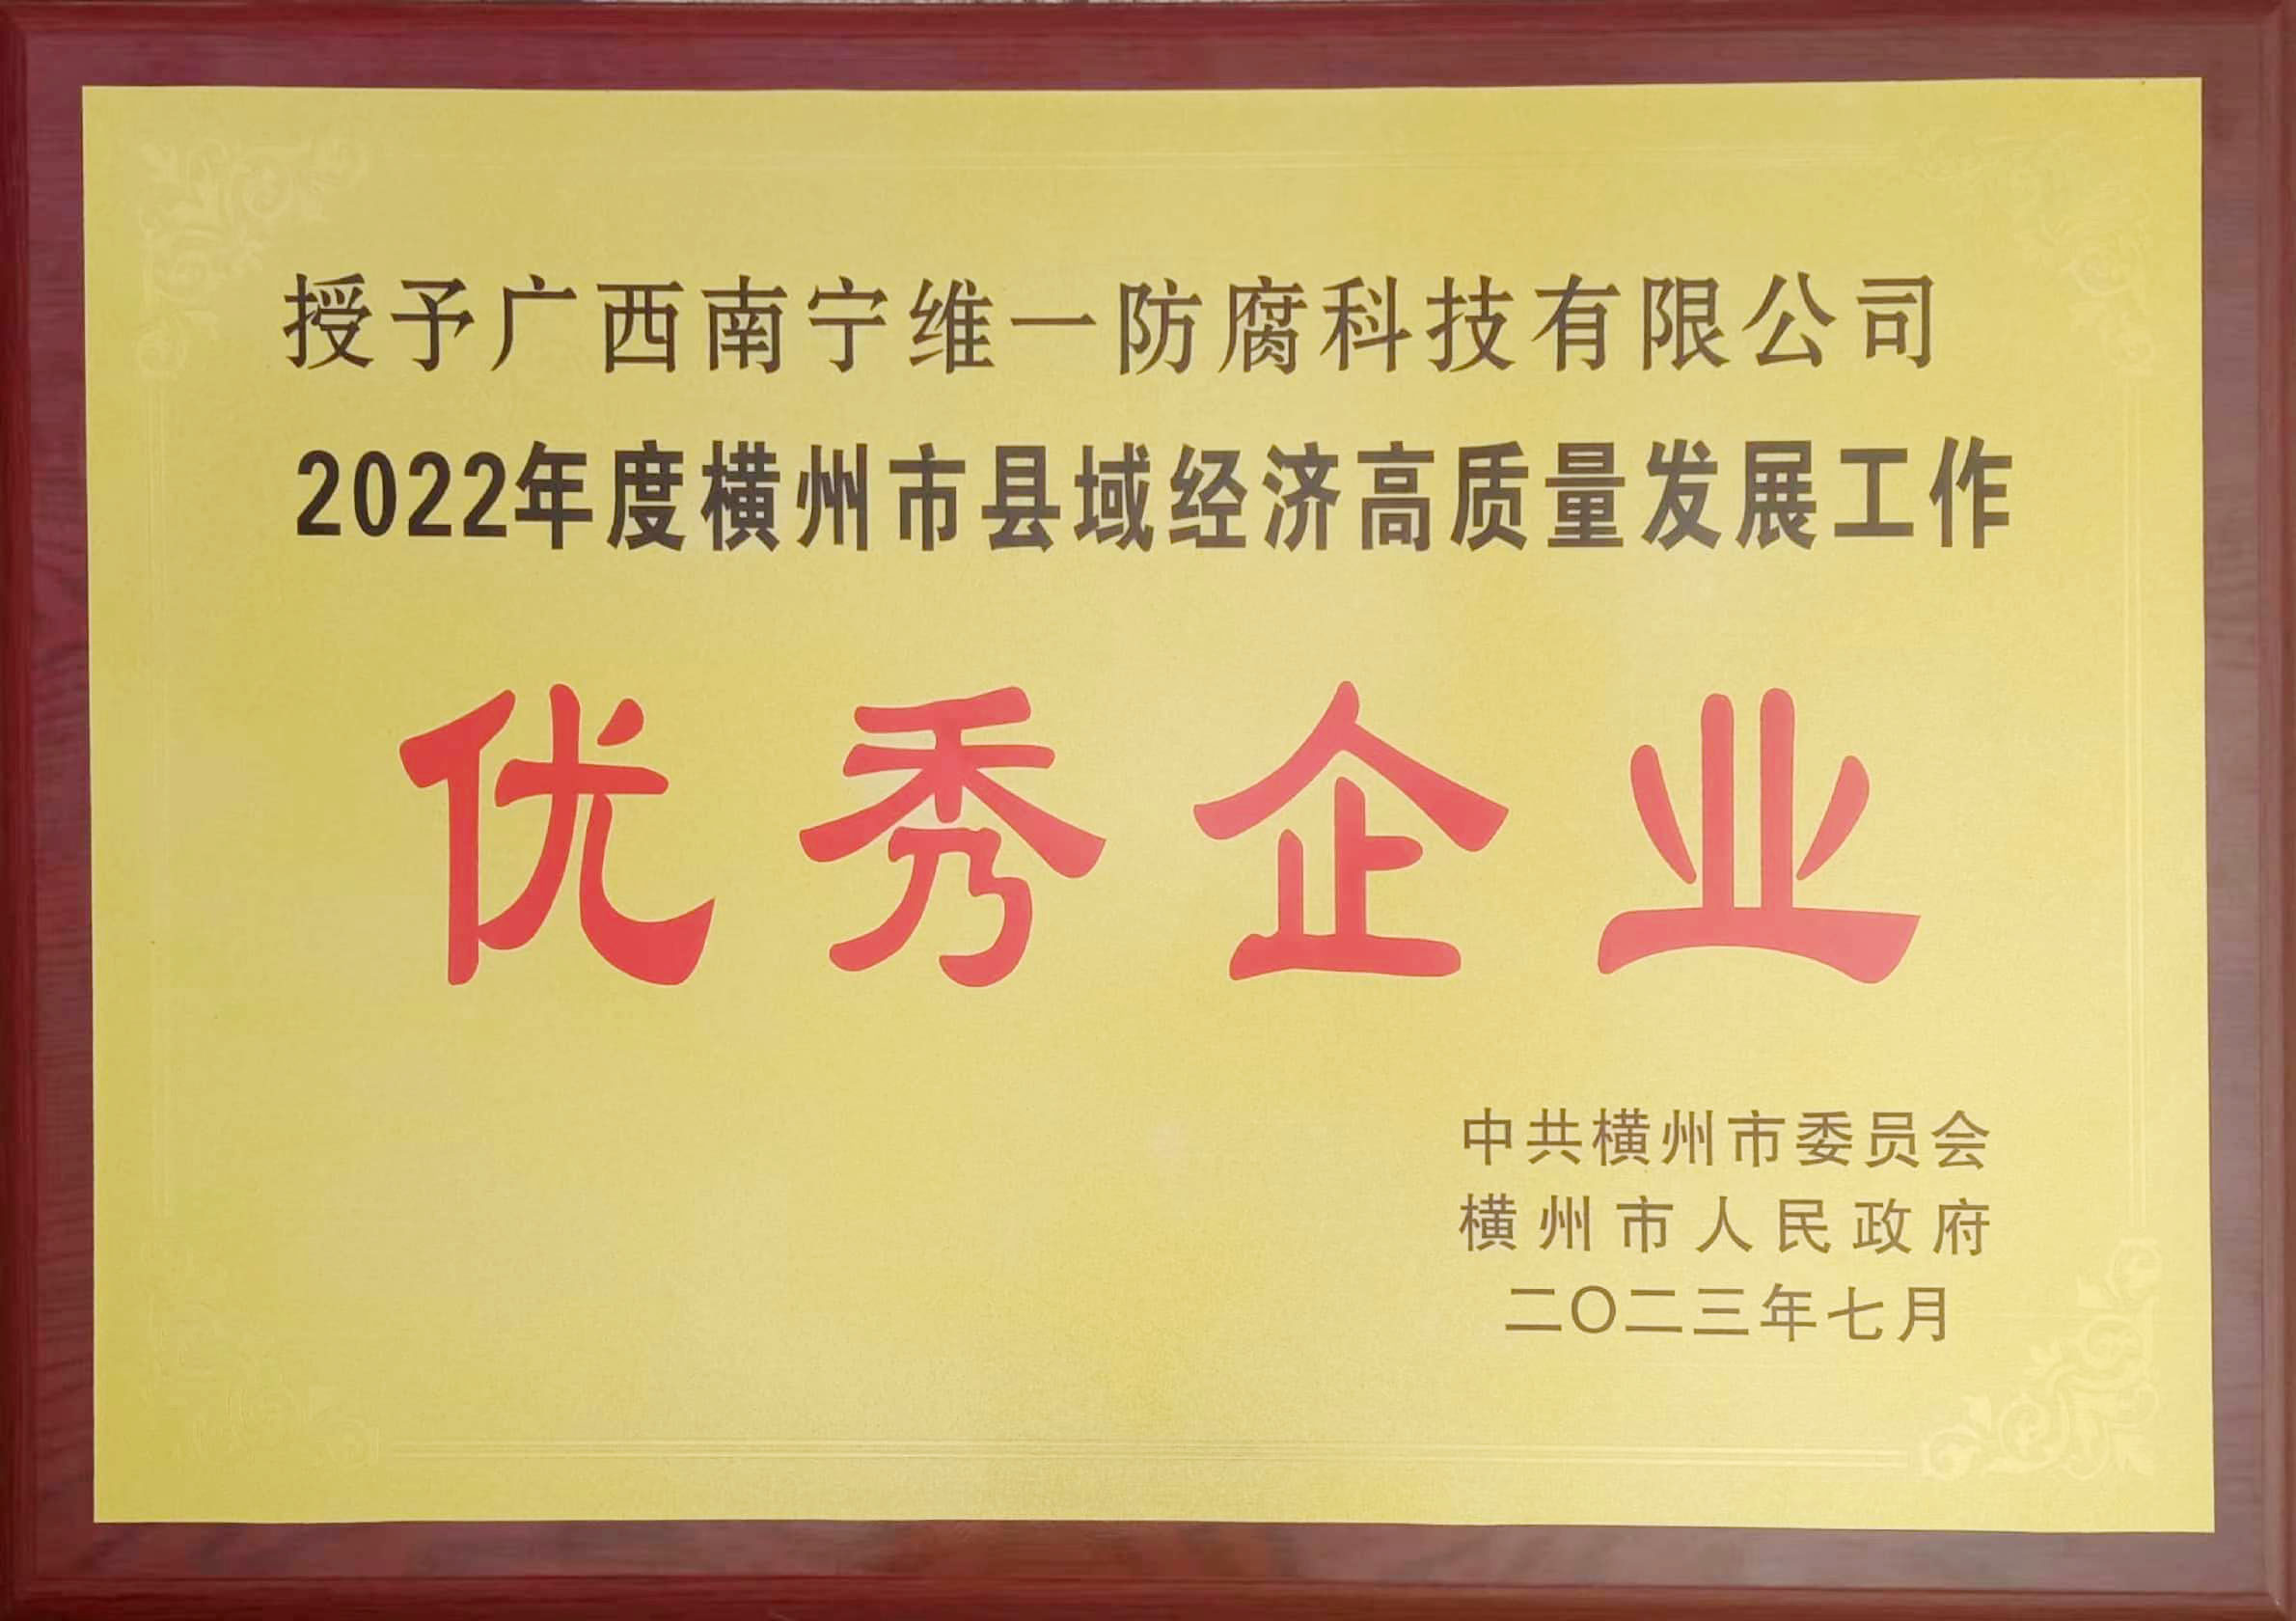 授予广西南宁维一防腐科技有限公司
2022年度横州市县域经济高质量发展工作
优秀企业
中共横州市委员会
横州市人民政府
二〇二三年七月